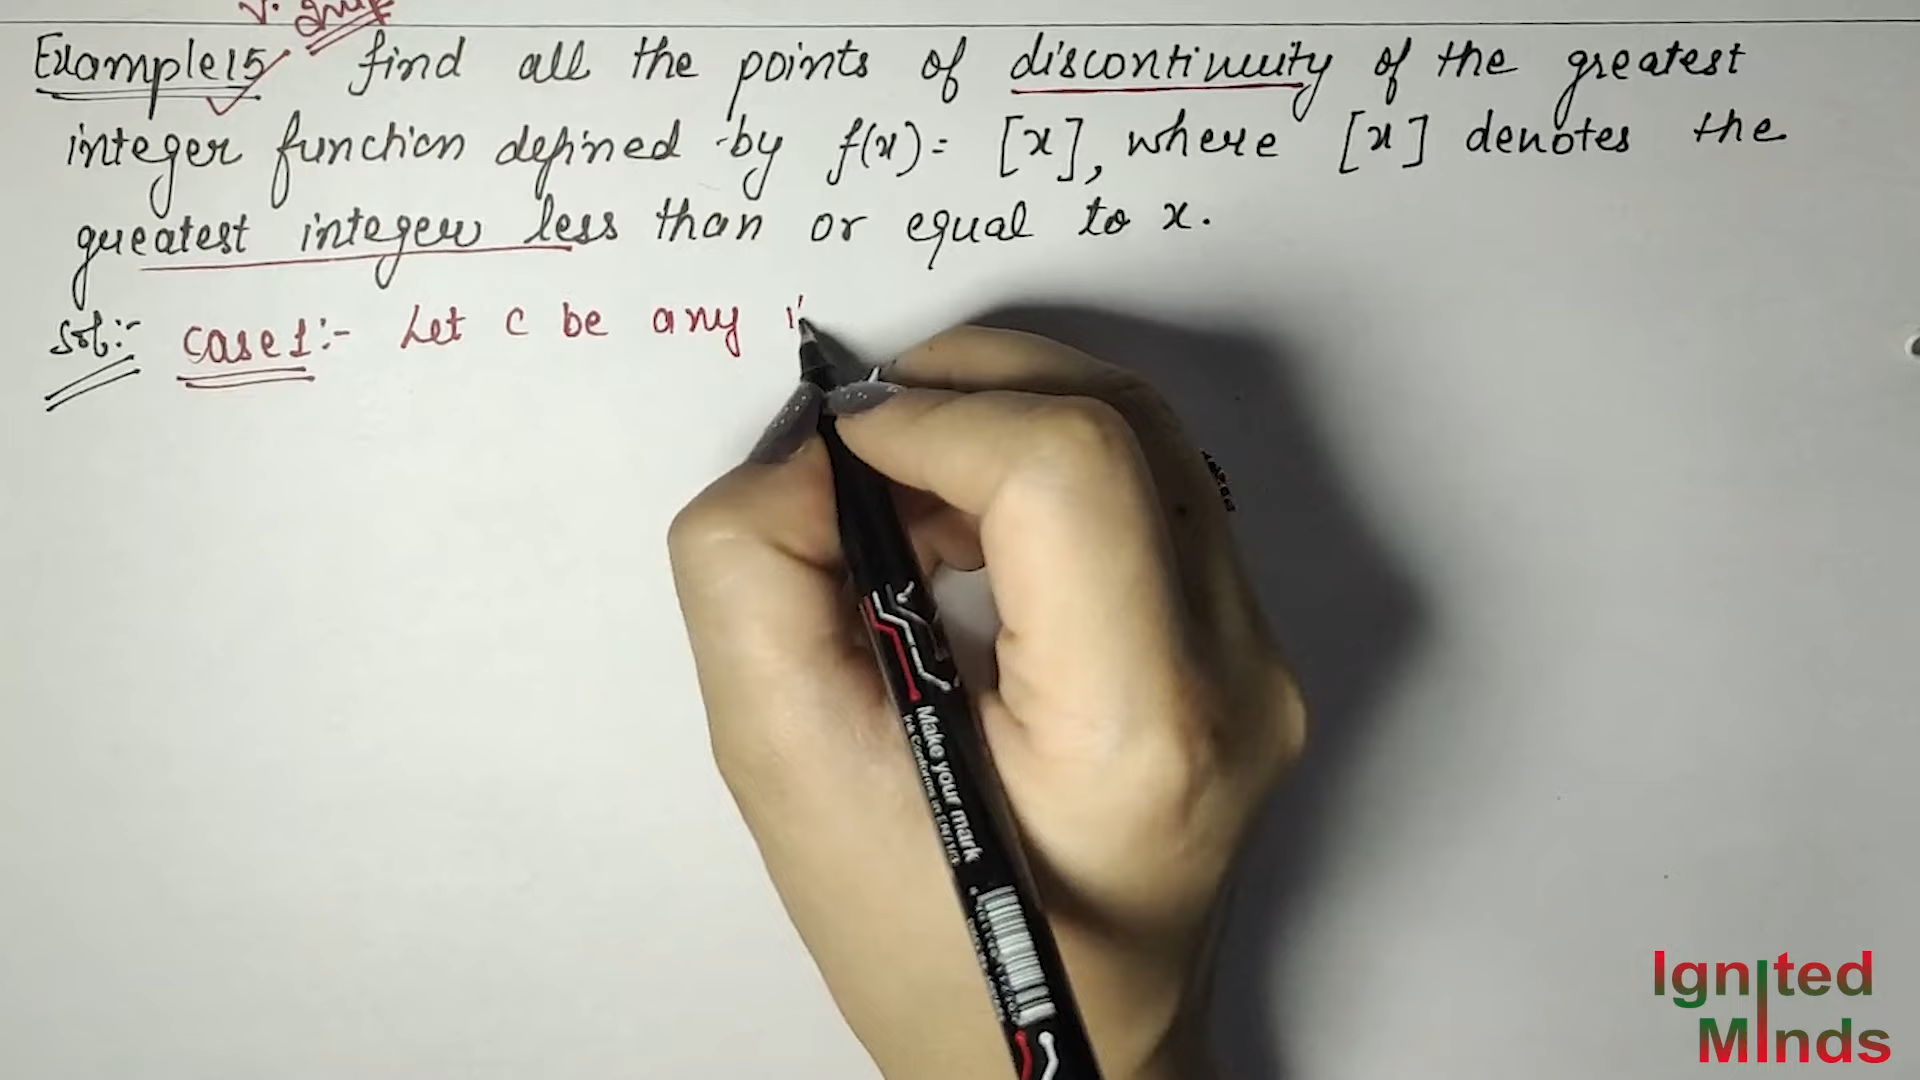 v. Imp
Example 15 find all the points of discontinuity of the greatest
integer function defined by f(x) = [x], where [x] denotes the
greatest integer less than or equal to x.
Sol:- Case 1:- Let c be any i
Make your mark
Ignited
Minds